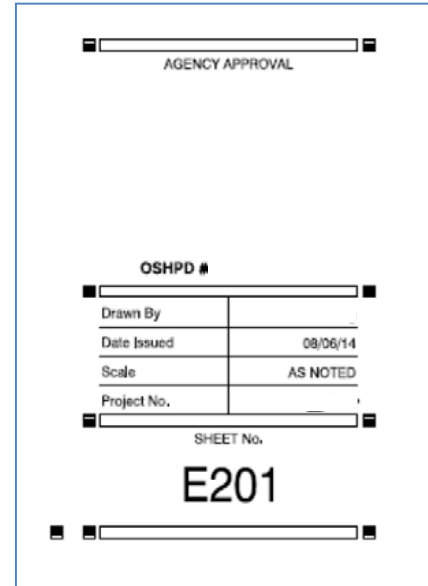 AGENCY APPROVAL
OSHPD #
Drawn By
Date Issued 08/06/14
Scale AS NOTED
Project No.
SHEET No.
E201